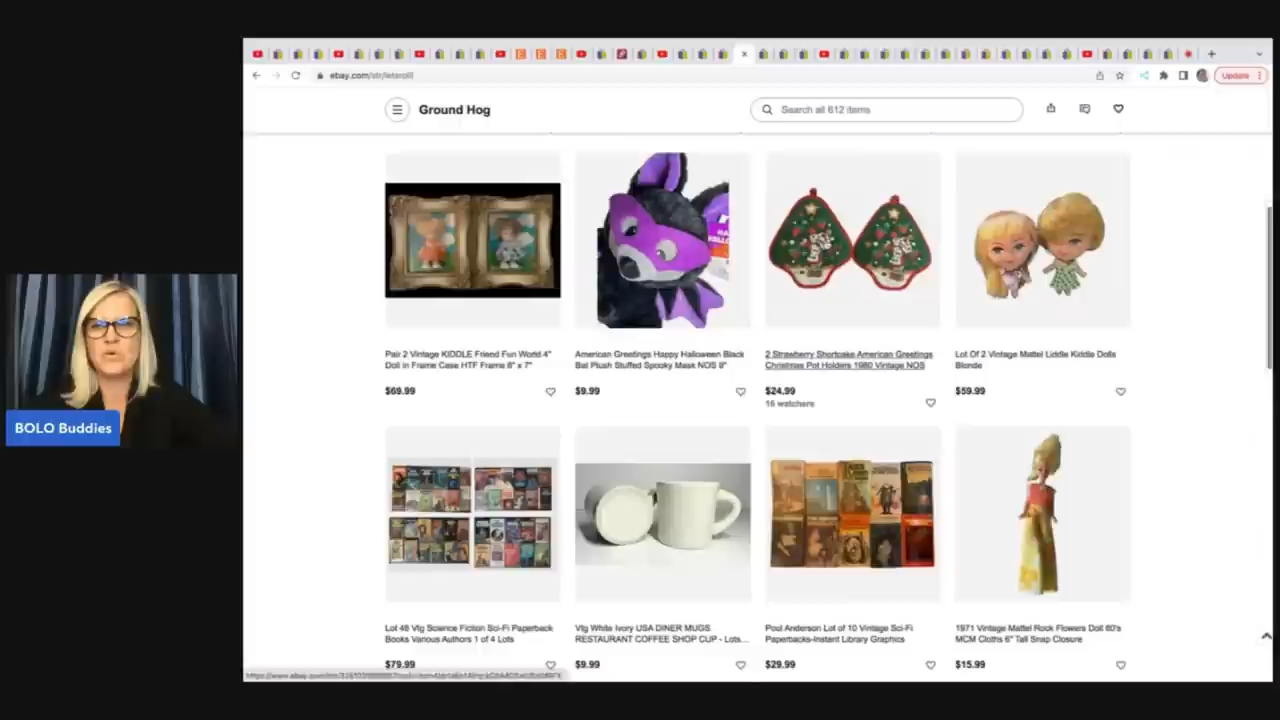 ebay.com/str/letsrolll
Update
Ground Hog
Search all 612 items
Pair 2 Vintage KIDDLE Friend Fun World 4"
Doll in Frame Case HTF Frame 8" x 7"
$69.99
American Greetings Happy Halloween Black
Bat Plush Stuffed Spooky Mask NOS 9"
$9.99
2 Strawberry Shortcake American Greetings
Christmas Pot Holders 1980 Vintage NOS
$24.99
16 watchers
Lot Of 2 Vintage Mattel Liddle Kiddle Dolls
Blonde
$59.99
BOLO Buddies
Lot 48 Vtg Science Fiction Sci-Fi Paperback
Books Various Authors 1 of 4 Lots
$79.99
Vtg White Ivory USA DINER MUGS
RESTAURANT COFFEE SHOP CUP - Lots...
$9.99
Poul Anderson Lot of 10 Vintage Sci-Fi
Paperbacks-Instant Library Graphics
$29.99
1971 Vintage Mattel Rock Flowers Doll 60's
MCM Cloths 6" Tall Snap Closure
$15.99